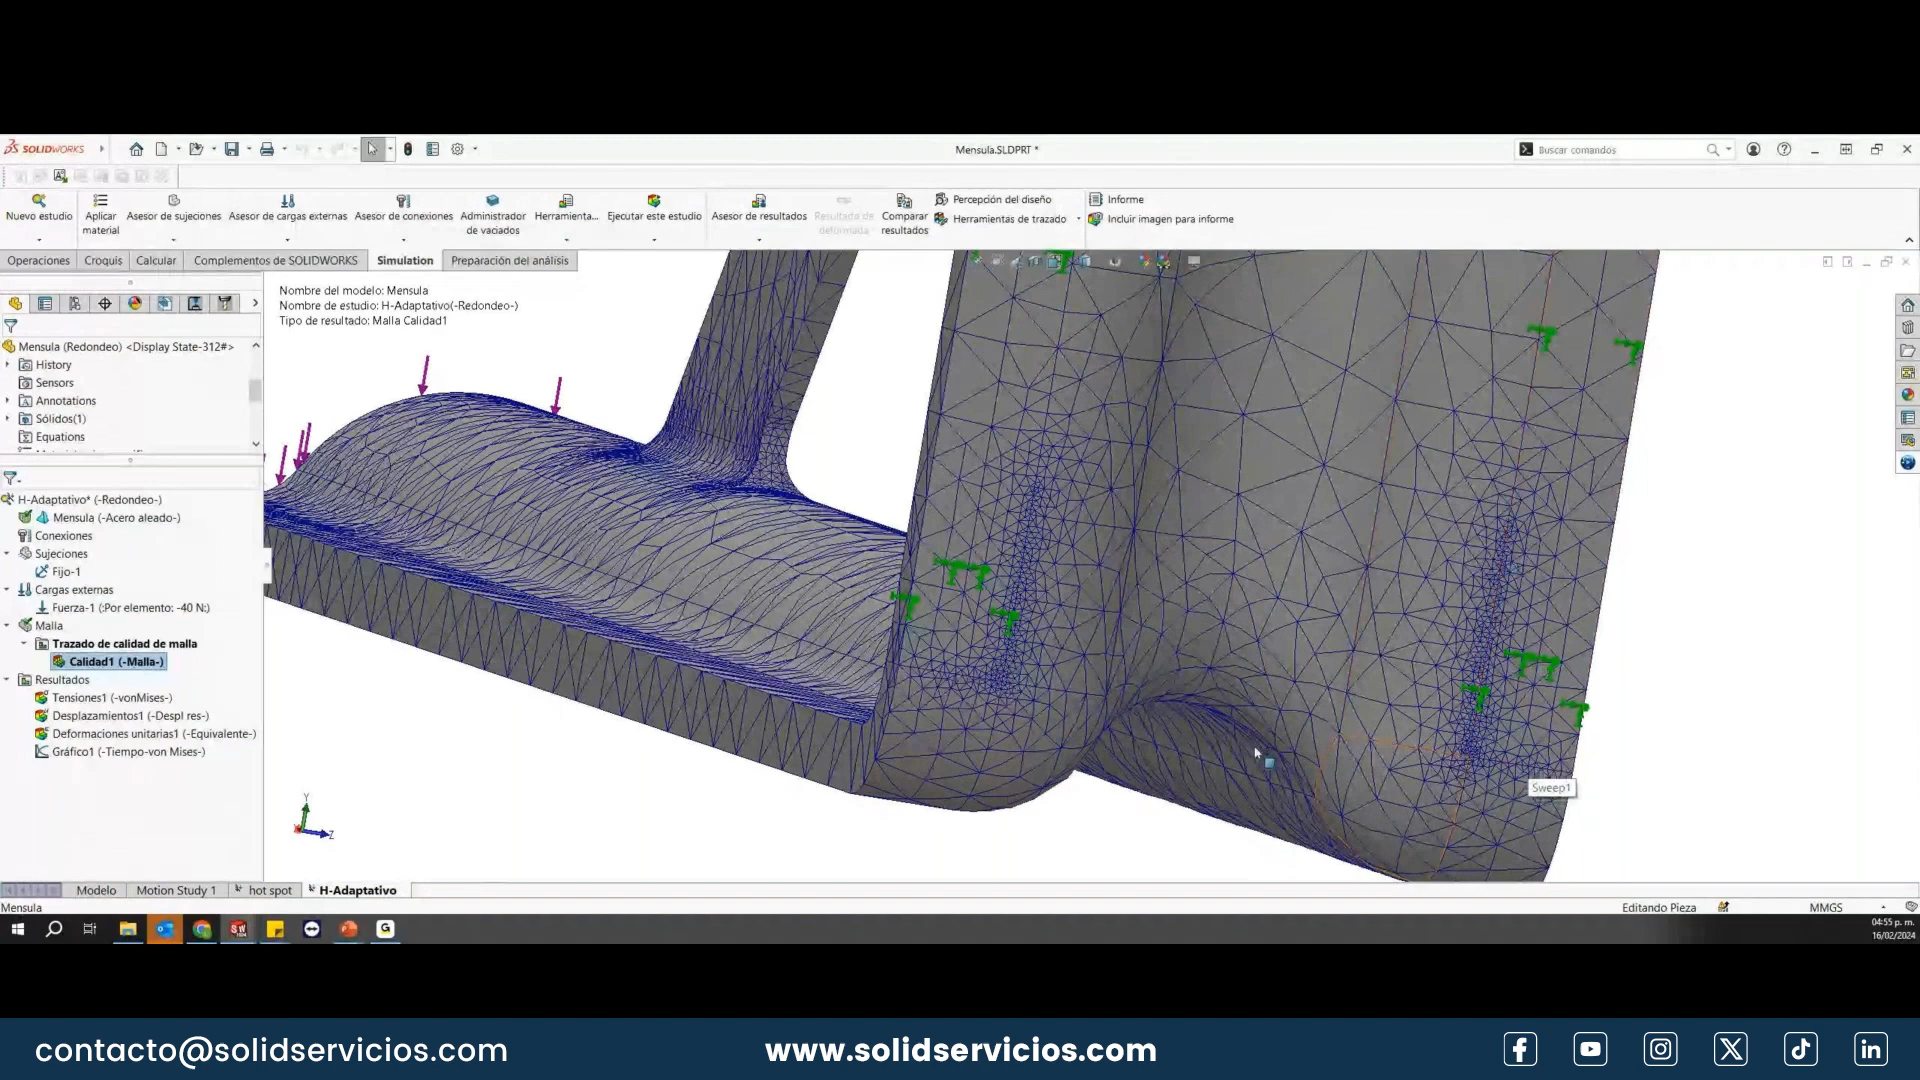 SOLIDWORKS
Mensula.SLDPRT *
Buscar comandos
Nuevo estudio
Aplicar material
Asesor de sujeciones
Asesor de cargas externas
Asesor de conexiones
Administrador de vaciados
Herramienta...
Ejecutar este estudio
Asesor de resultados
Resultado de deformada
Comparar resultados
Percepción del diseño
Herramientas de trazado
Informe
Incluir imagen para informe
Operaciones
Croquis
Calcular
Complementos de SOLIDWORKS
Simulation
Preparación del análisis
Nombre del modelo: Mensula
Nombre de estudio: H-Adaptativo(-Redondeo-)
Tipo de resultado: Malla Calidad1
Mensula (Redondeo) <Display State-312#>
History
Sensors
Annotations
Sólidos(1)
Equations
H-Adaptativo* (-Redondeo-)
Mensula (-Acero aleado-)
Conexiones
Sujeciones
Fijo-1
Cargas externas
Fuerza-1 (:Por elemento: -40 N:)
Malla
Trazado de calidad de malla
Calidad1 (-Malla-)
Resultados
Tensiones1 (-vonMises-)
Desplazamientos1 (-Despl res-)
Deformaciones unitarias1 (-Equivalente-)
Gráfico1 (-Tiempo-von Mises-)
Y
Z
Sweep1
Modelo
Motion Study 1
hot spot
H-Adaptativo
Mensula
Editando Pieza
MMGS
04:55 p. m.
16/02/2024
contacto@solidservicios.com
www.solidservicios.com